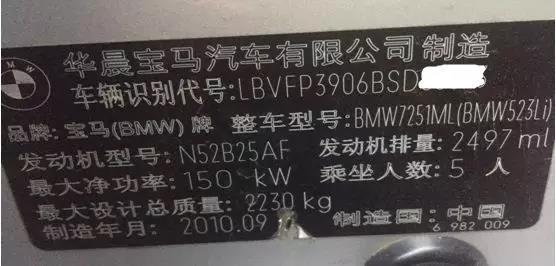 华晨宝马汽车有限公司 制造
车辆识别代号:LBVFP3906BSD
品牌: 宝马(BMW) 牌 整车型号:BMW7251ML(BMW523Li)
发动机型号: N52B25AF 发动机排量: 2497 ml
最大净功率: 150 kW 乘坐人数: 5 人
最大设计总质量: 2230 kg
制造年月: 2010.09 制造国: 中国
6 982 009
BMW